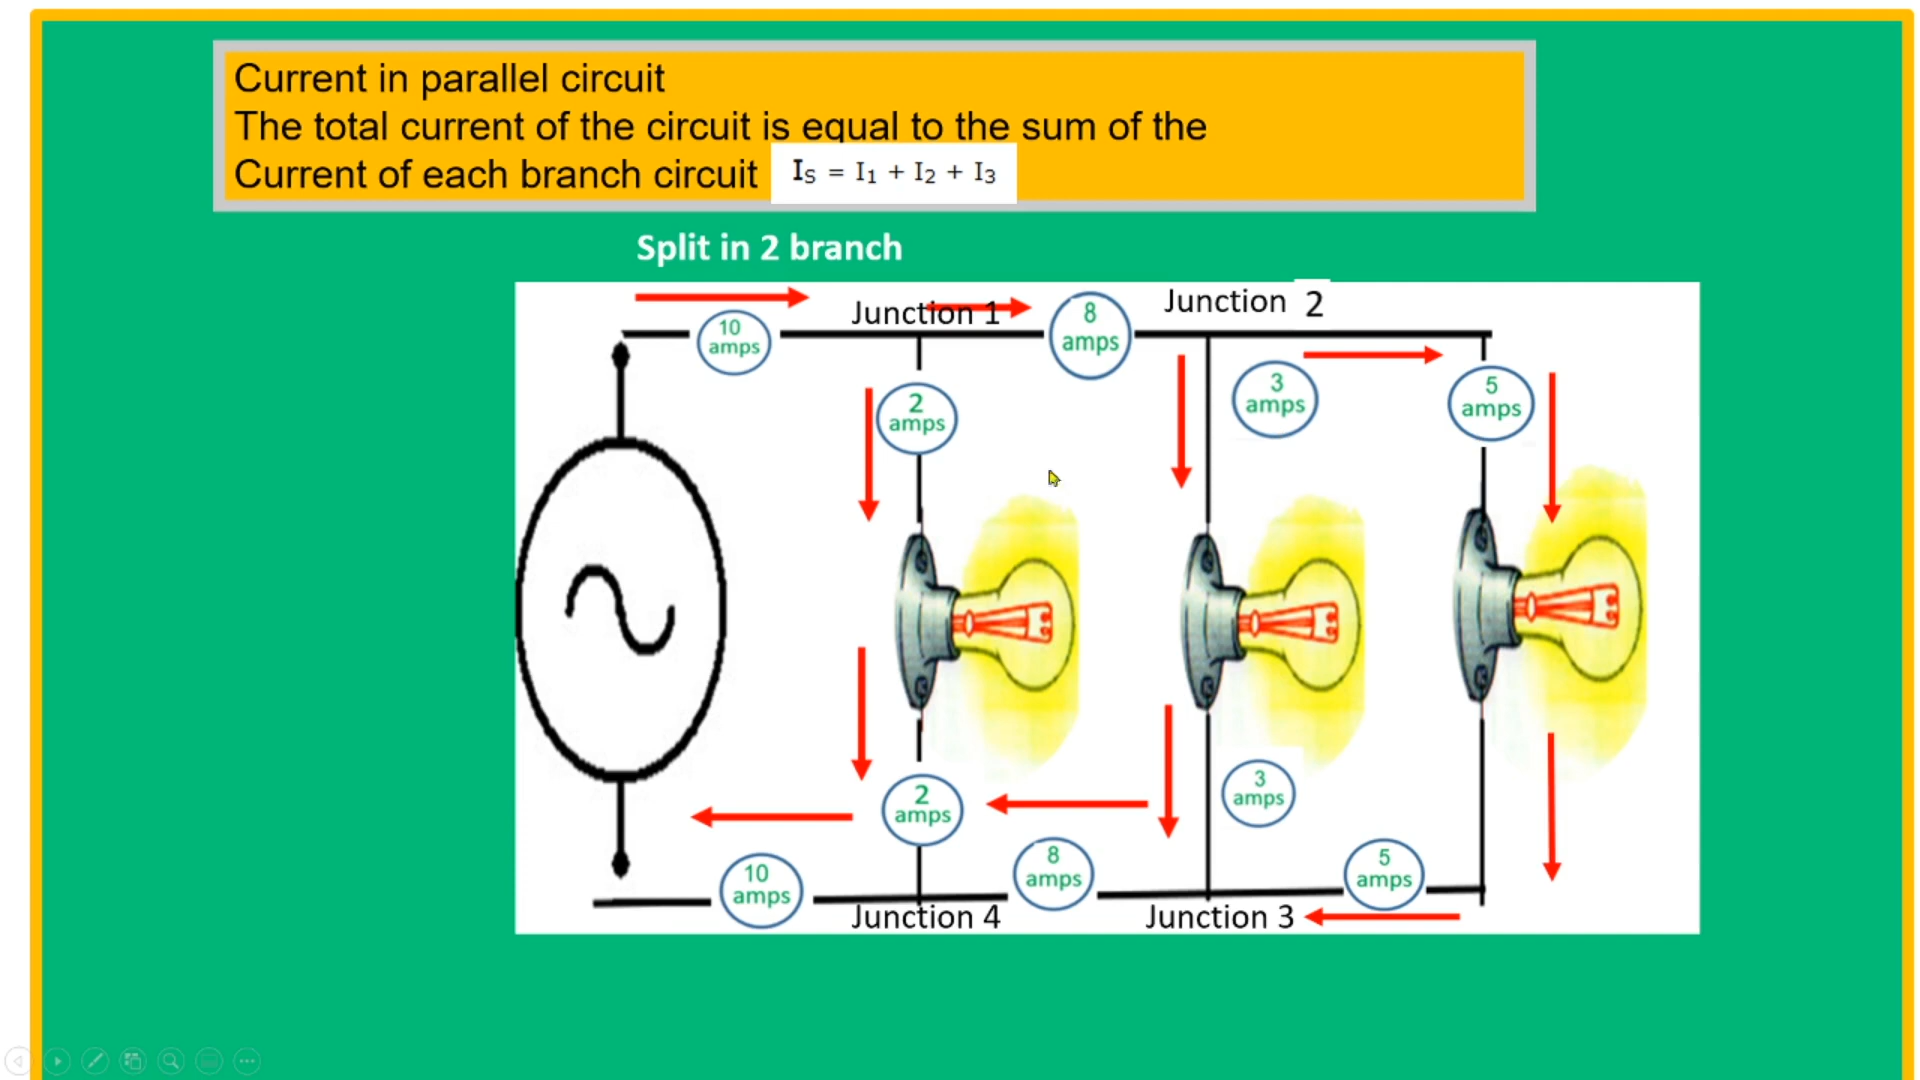 Current in parallel circuit
The total current of the circuit is equal to the sum of the
Current of each branch circuit
IS = I1 + I2 + I3
Split in 2 branch
Junction 1
Junction 2
10
amps
8
amps
2
amps
3
amps
5
amps
2
amps
3
amps
10
amps
8
amps
5
amps
Junction 4
Junction 3